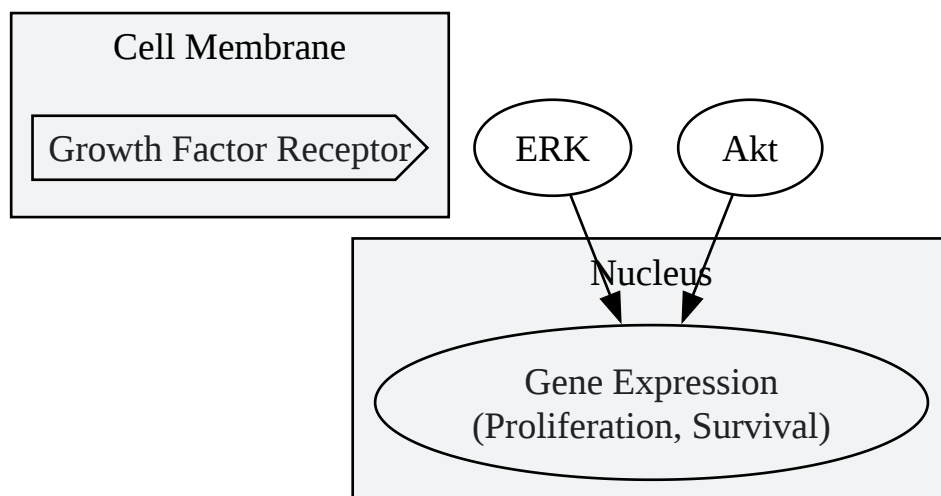 Cell Membrane
Growth Factor Receptor
ERK
Akt
Nucleus
Gene Expression
(Proliferation, Survival)